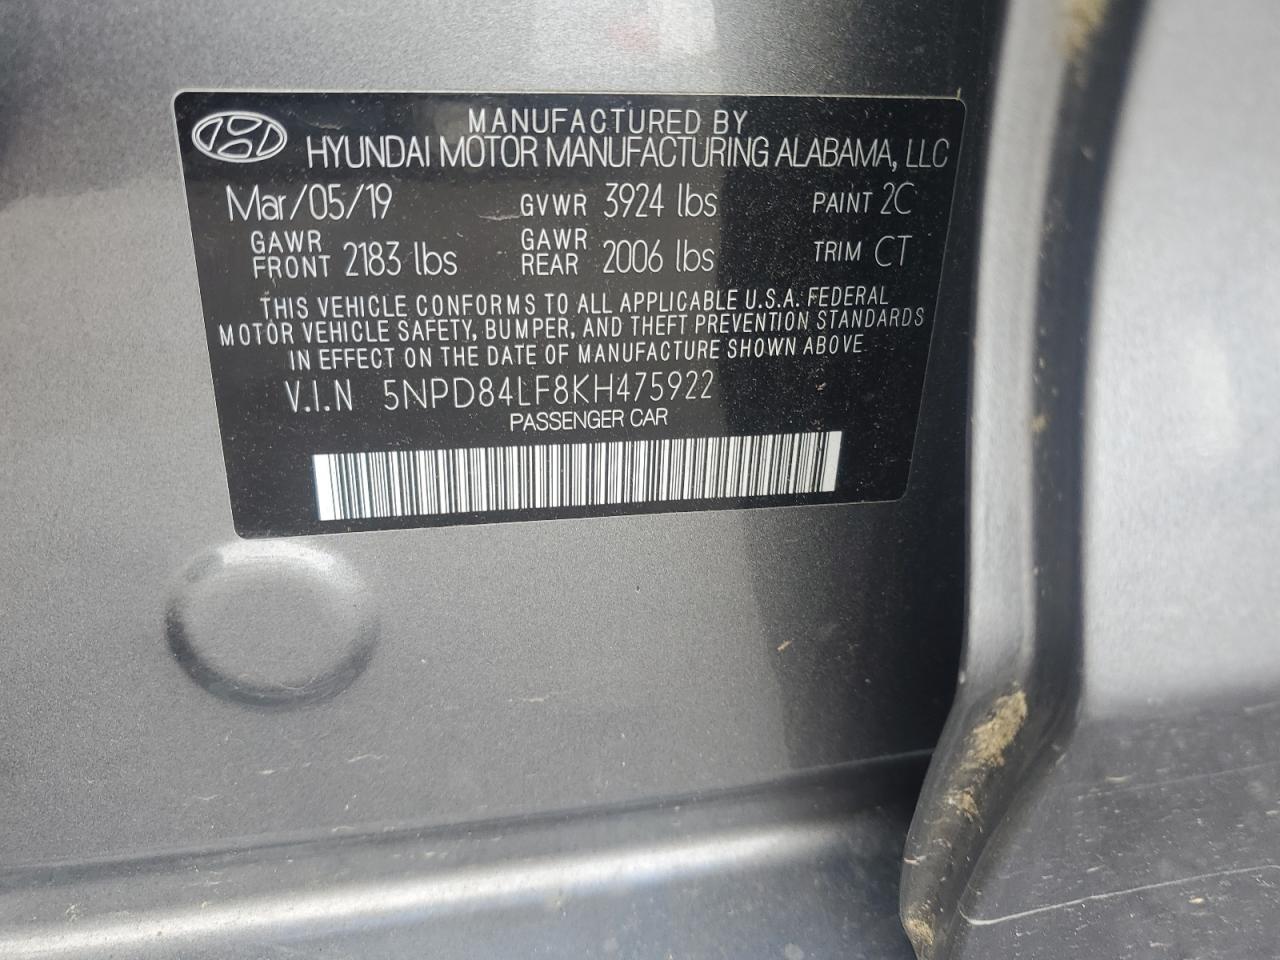 MANUFACTURED BY
HYUNDAI MOTOR MANUFACTURING ALABAMA, LLC
Mar/05/19 GVWR 3924 lbs PAINT 2C
GAWR FRONT 2183 lbs GAWR REAR 2006 lbs TRIM CT
THIS VEHICLE CONFORMS TO ALL APPLICABLE U.S.A. FEDERAL
MOTOR VEHICLE SAFETY, BUMPER, AND THEFT PREVENTION STANDARDS
IN EFFECT ON THE DATE OF MANUFACTURE SHOWN ABOVE
V.I.N 5NPD84LF8KH475922
PASSENGER CAR